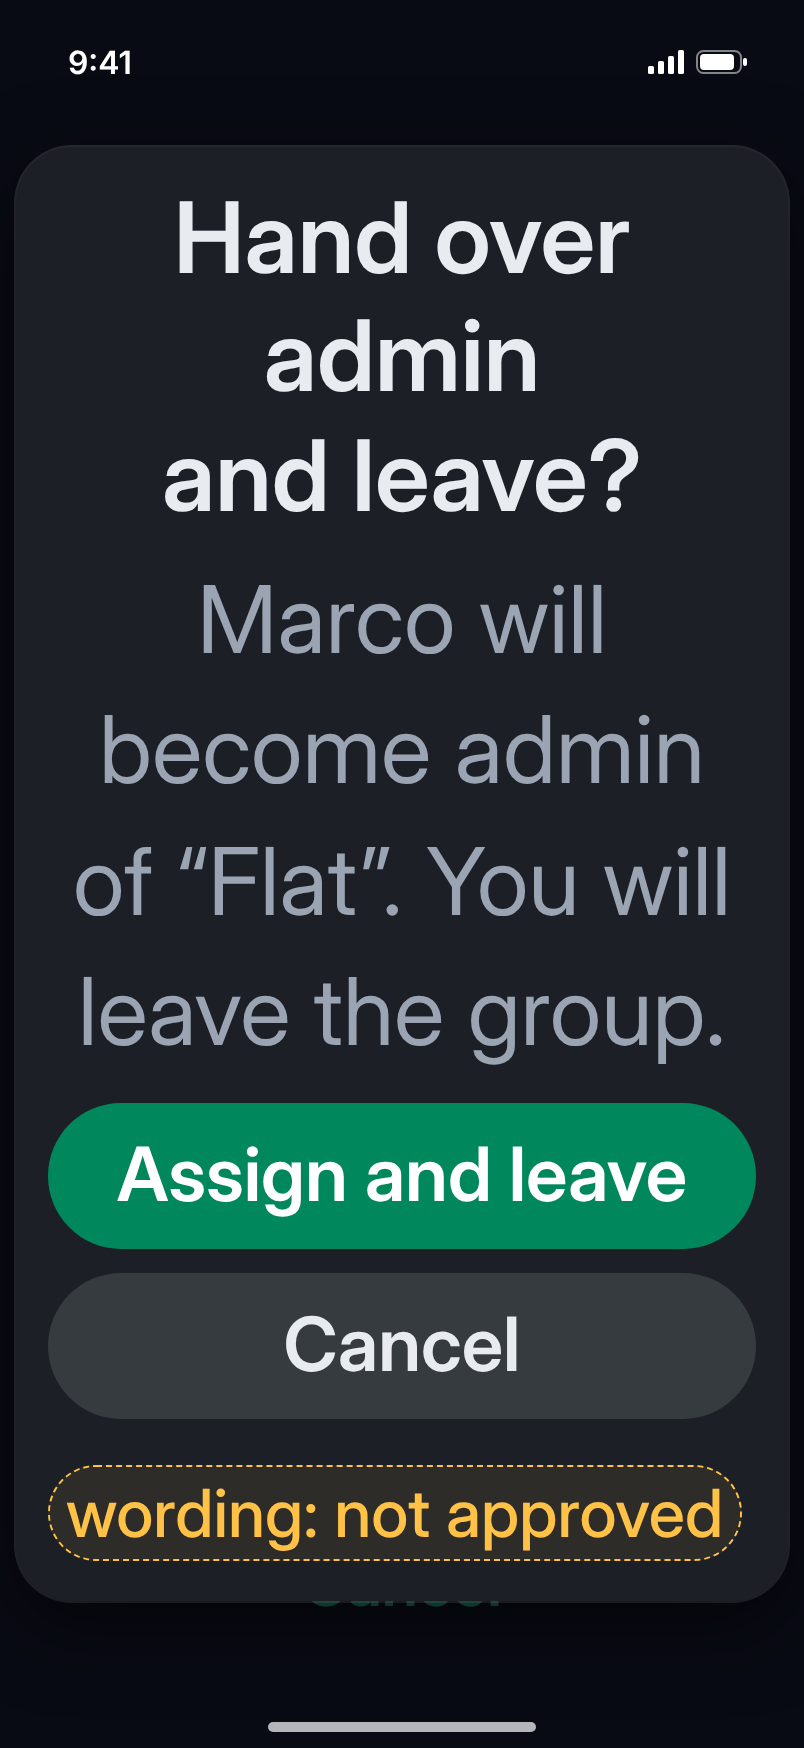 9:41
Hand over
admin
and leave?
Marco will
become admin
of “Flat”. You will
leave the group.
Assign and leave
Cancel
wording: not approved